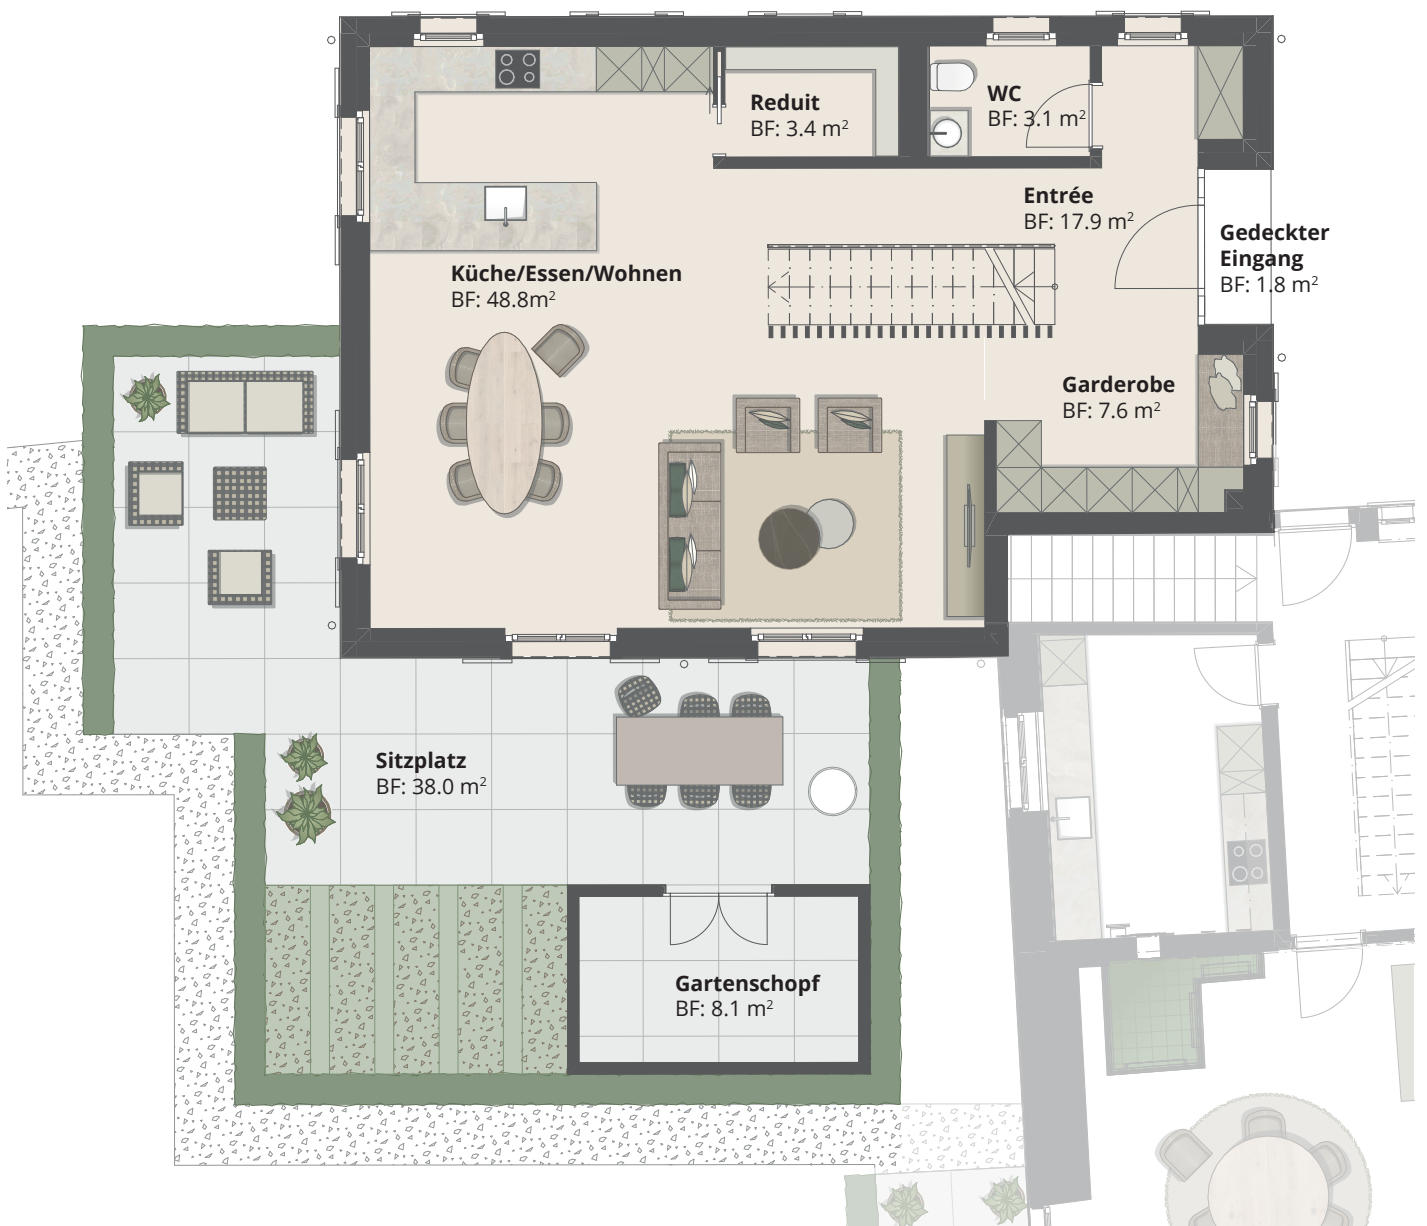 Reduit
BF: 3.4 m²
WC
BF: 3.1 m²
Entrée
BF: 17.9 m²
Gedeckter
Eingang
BF: 1.8 m²
Küche/Essen/Wohnen
BF: 48.8m²
Garderobe
BF: 7.6 m²
Sitzplatz
BF: 38.0 m²
Gartenschopf
BF: 8.1 m²